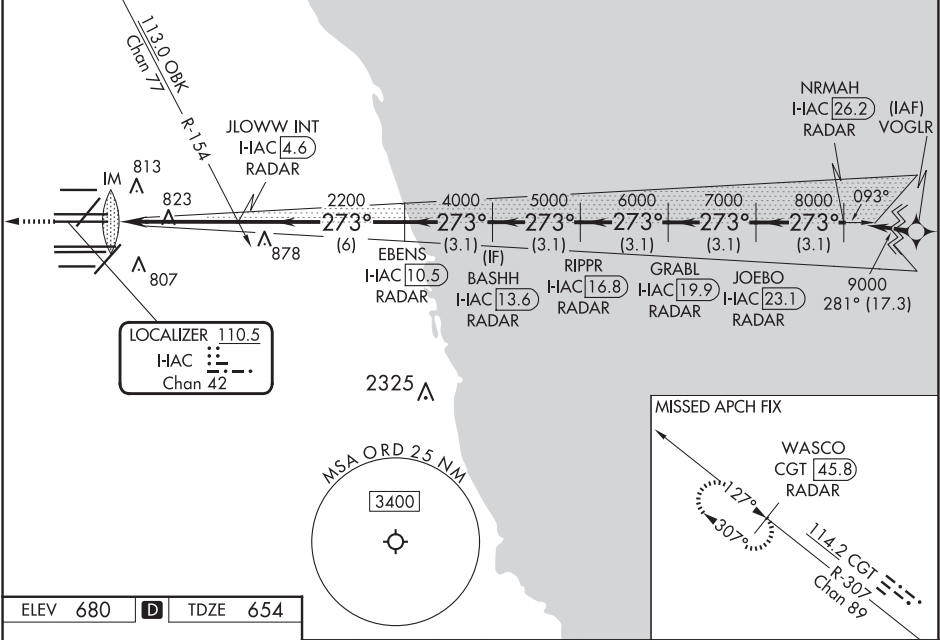 113.0 OBK
Chan 77
R-154
JLOWW INT
I-IAC 4.6
RADAR
NRMAH
I-IAC 26.2
RADAR
(IAF)
VOGLR
IM
813
823
878
807
2200
273°
(6)
4000
273°
(3.1)
5000
273°
(3.1)
6000
273°
(3.1)
7000
273°
(3.1)
8000
273°
(3.1)
093°
9000
281° (17.3)
EBENS
I-IAC 10.5
RADAR
(IF)
BASHH
I-IAC 13.6
RADAR
RIPPR
I-IAC 16.8
RADAR
GRABL
I-IAC 19.9
RADAR
JOEBO
I-IAC 23.1
RADAR
LOCALIZER 110.5
I-IAC
Chan 42
2325
MSA ORD 25 NM
3400
MISSED APCH FIX
WASCO
CGT 45.8
RADAR
127°
307°
114.2 CGT
R-307
Chan 89
ELEV 680 D TDZE 654